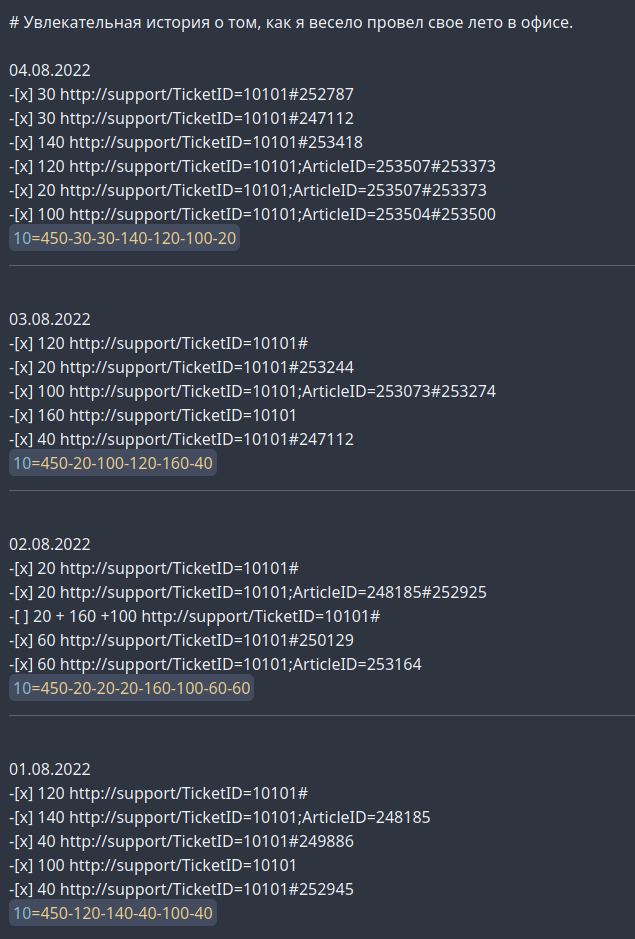 # Увлекательная история о том, как я весело провел свое лето в офисе.
04.08.2022
-[x] 30 http://support/TicketID=10101#252787
-[x] 30 http://support/TicketID=10101#247112
-[x] 140 http://support/TicketID=10101#253418
-[x] 120 http://support/TicketID=10101;ArticleID=253507#253373
-[x] 20 http://support/TicketID=10101;ArticleID=253507#253373
-[x] 100 http://support/TicketID=10101;ArticleID=253504#253500
10=450-30-30-140-120-100-20
03.08.2022
-[x] 120 http://support/TicketID=10101#
-[x] 20 http://support/TicketID=10101#253244
-[x] 100 http://support/TicketID=10101;ArticleID=253073#253274
-[x] 160 http://support/TicketID=10101
-[x] 40 http://support/TicketID=10101#247112
10=450-20-100-120-160-40
02.08.2022
-[x] 20 http://support/TicketID=10101#
-[x] 20 http://support/TicketID=10101;ArticleID=248185#252925
-[ ] 20 + 160 +100 http://support/TicketID=10101#
-[x] 60 http://support/TicketID=10101#250129
-[x] 60 http://support/TicketID=10101;ArticleID=253164
10=450-20-20-20-160-100-60-60
01.08.2022
-[x] 120 http://support/TicketID=10101#
-[x] 140 http://support/TicketID=10101;ArticleID=248185
-[x] 40 http://support/TicketID=10101#249886
-[x] 100 http://support/TicketID=10101
-[x] 40 http://support/TicketID=10101#252945
10=450-120-140-40-100-40